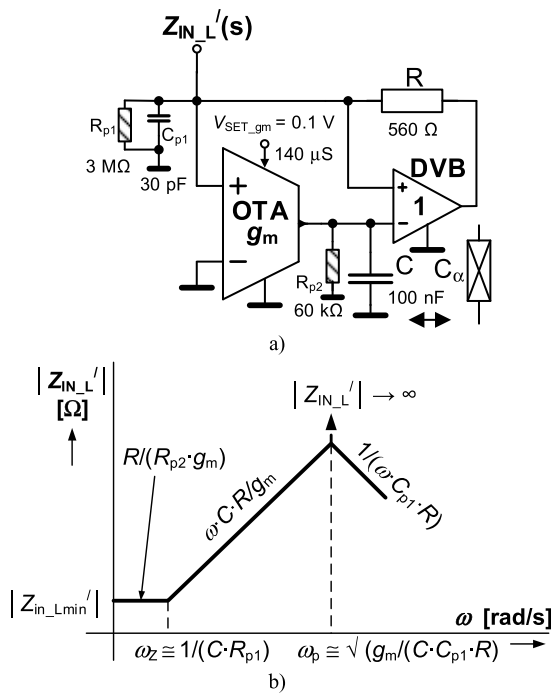 Z_IN_L′(s)
R
R_p1
C_p1
V_SET_gm = 0.1 V
560 Ω
140 μS
DVB
3 MΩ
30 pF
+
OTA
g_m
−
+
1
−
R_p2
60 kΩ
C
100 nF
C_α
a)
| Z_IN_L′ |
[Ω]
| Z_IN_L′ | → ∞
R/(R_p2·g_m)
ω·C·R/g_m
1/(ω·C_p1·R)
| Z_in_Lmin′ |
ω [rad/s]
ω_Z ≅ 1/(C·R_p1)
ω_p ≅ √ (g_m/(C·C_p1·R)
b)